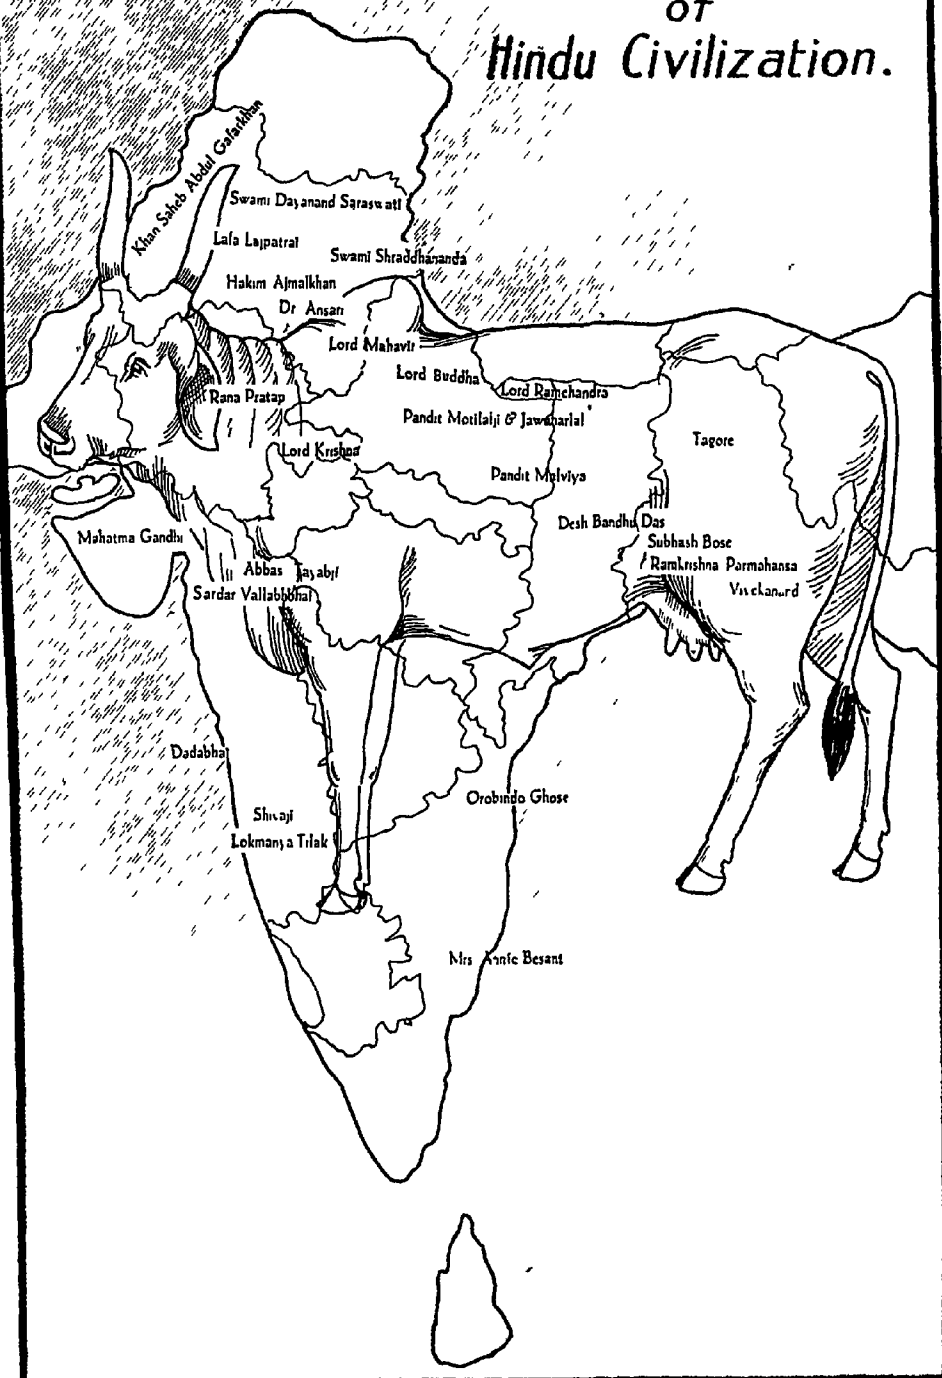 OF
Hindu Civilization.
Khan Saheb Abdul Gafarkhan
Swami Dayanand Saraswati
Lala Lajpatrai
Swami Shraddhananda
Hakim Ajmalkhan
Dr Ansari
Lord Mahavir
Lord Buddha
Lord Ramchandra
Rana Pratap
Pandit Motilalji & Jawaharlal
Tagore
Lord Krishna
Pandit Malviya
Desh Bandhu Das
Mahatma Gandhi
Subhash Bose
Ramkrishna Parmahansa
Abbas Tayabji
Vivekanand
Sardar Vallabhbhai
Dadabhai
Orobindo Ghose
Shivaji
Lokmanya Tilak
Mrs Annie Besant